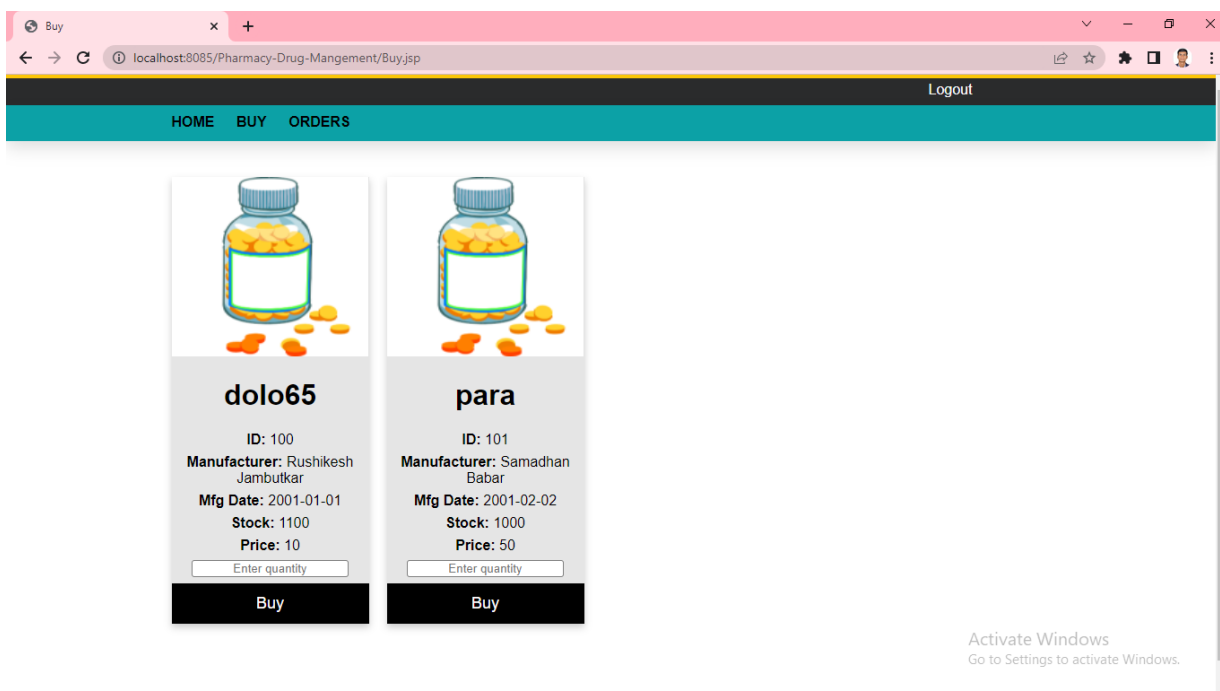 Buy
localhost:8085/Pharmacy-Drug-Mangement/Buy.jsp
Logout
HOME BUY ORDERS
dolo65
ID: 100
Manufacturer: Rushikesh
Jambutkar
Mfg Date: 2001-01-01
Stock: 1100
Price: 10
Enter quantity
Buy
para
ID: 101
Manufacturer: Samadhan
Babar
Mfg Date: 2001-02-02
Stock: 1000
Price: 50
Enter quantity
Buy
Activate Windows
Go to Settings to activate Windows.